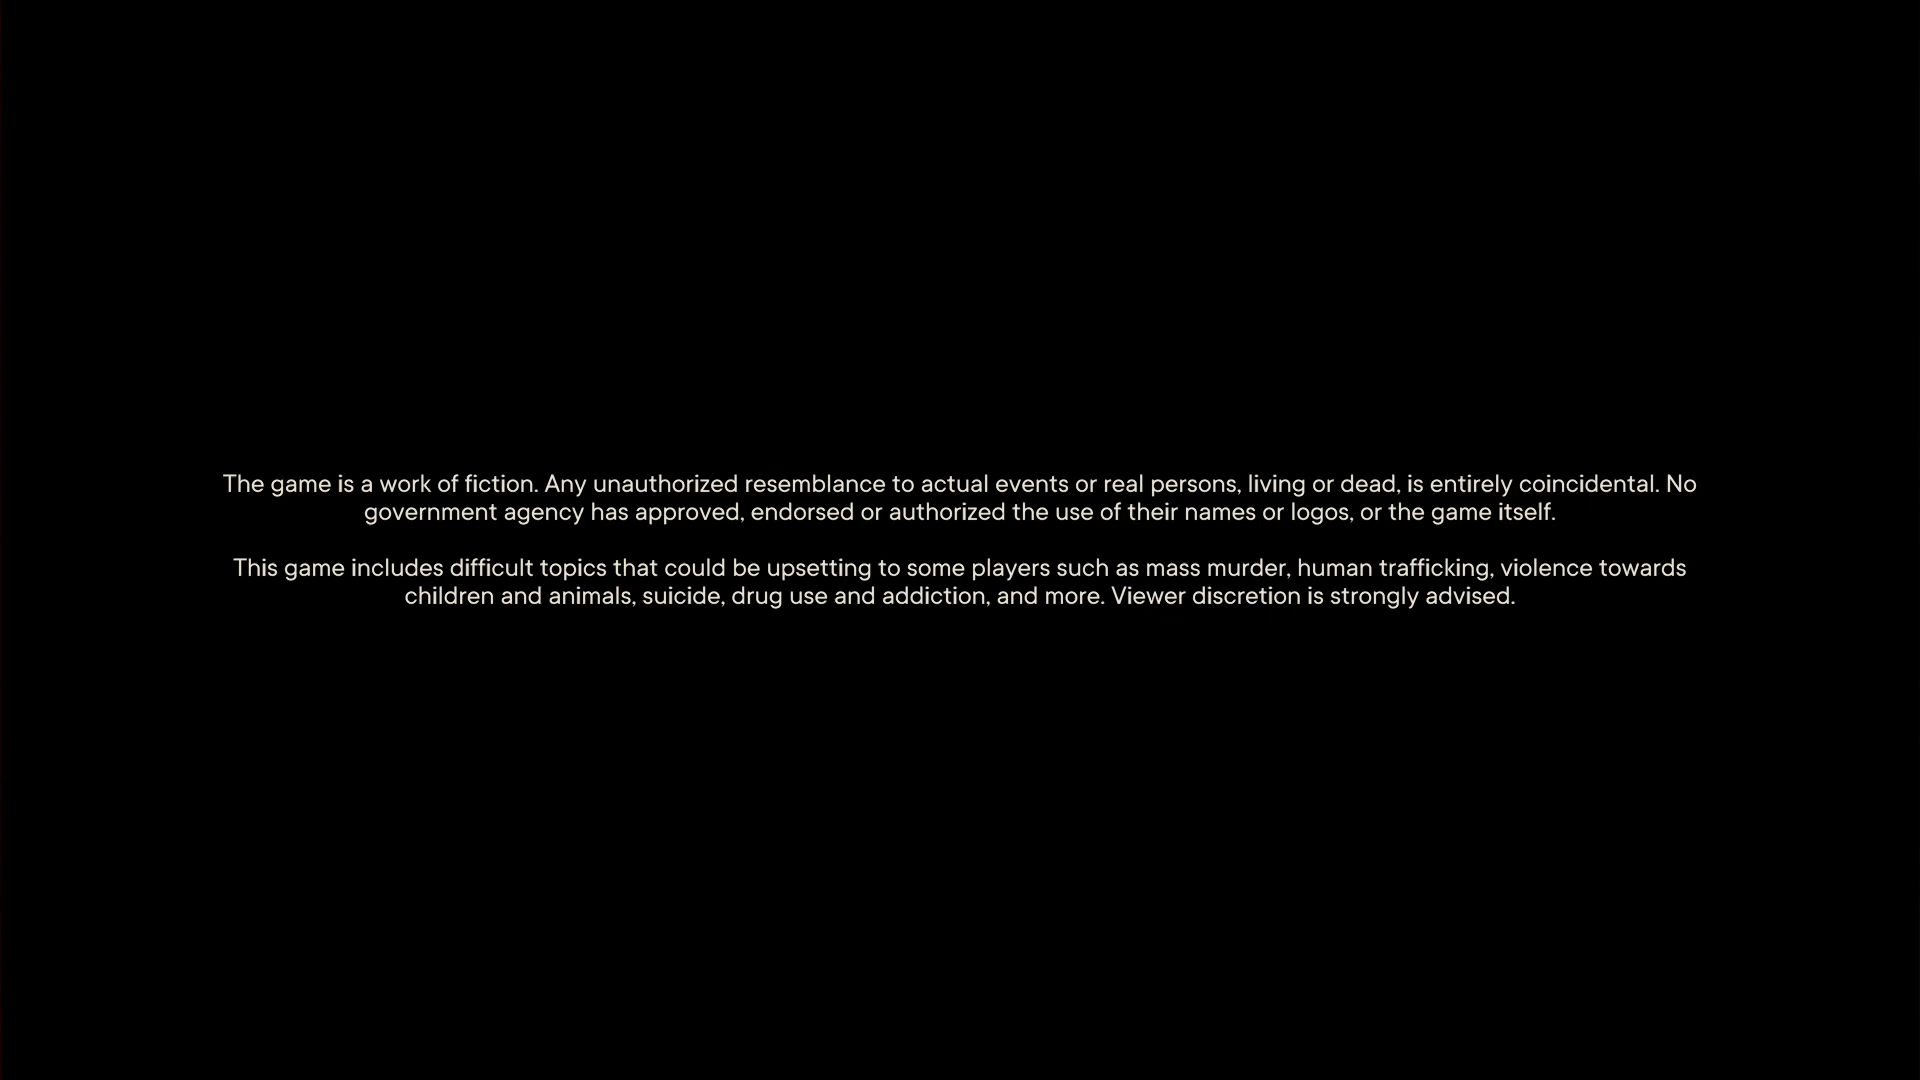 The game is a work of fiction. Any unauthorized resemblance to actual events or real persons, living or dead, is entirely coincidental. No
government agency has approved, endorsed or authorized the use of their names or logos, or the game itself.
This game includes difficult topics that could be upsetting to some players such as mass murder, human trafficking, violence towards
children and animals, suicide, drug use and addiction, and more. Viewer discretion is strongly advised.